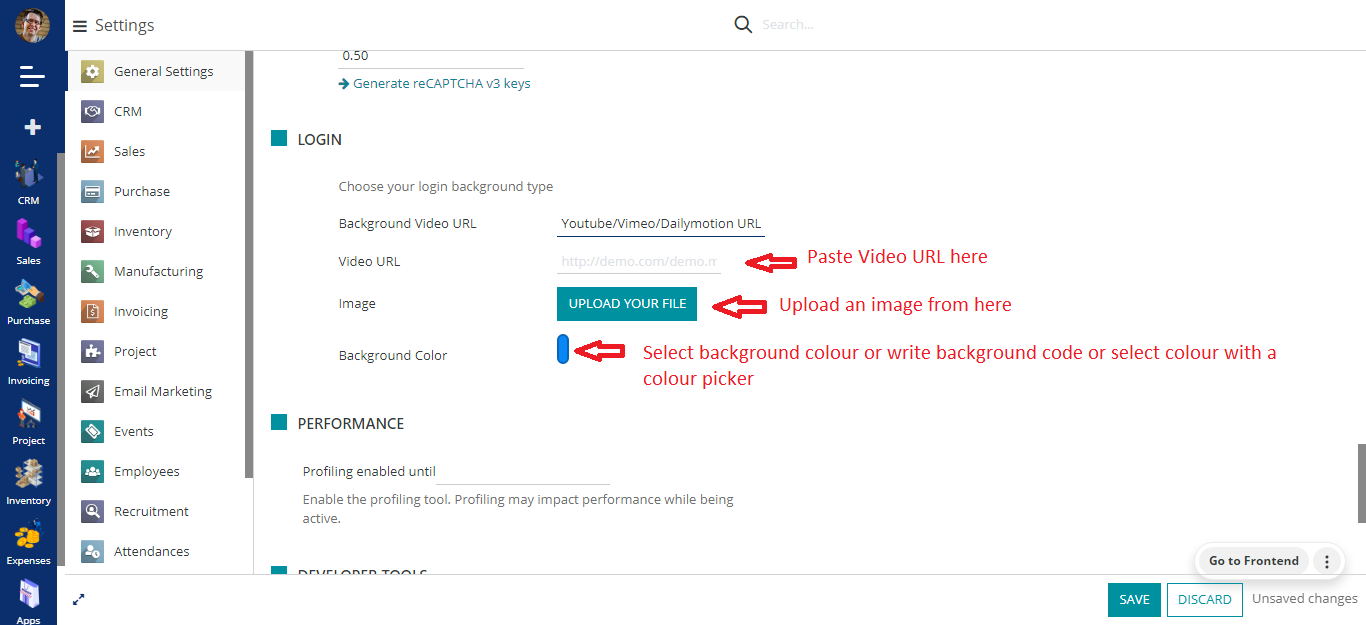 Settings
Search...
CRM
Sales
Purchase
Invoicing
Project
Inventory
Expenses
Apps
General Settings
CRM
Sales
Purchase
Inventory
Manufacturing
Invoicing
Project
Email Marketing
Events
Employees
Recruitment
Attendances
0.50
Generate reCAPTCHA v3 keys
LOGIN
Choose your login background type
Background Video URL
Youtube/Vimeo/Dailymotion URL
Video URL
http://demo.com/demo.m
Paste Video URL here
Image
UPLOAD YOUR FILE
Upload an image from here
Background Color
Select background colour or write background code or select colour with a
colour picker
PERFORMANCE
Profiling enabled until
Enable the profiling tool. Profiling may impact performance while being
active.
DEVELOPER TOOLS
Go to Frontend
SAVE
DISCARD
Unsaved changes